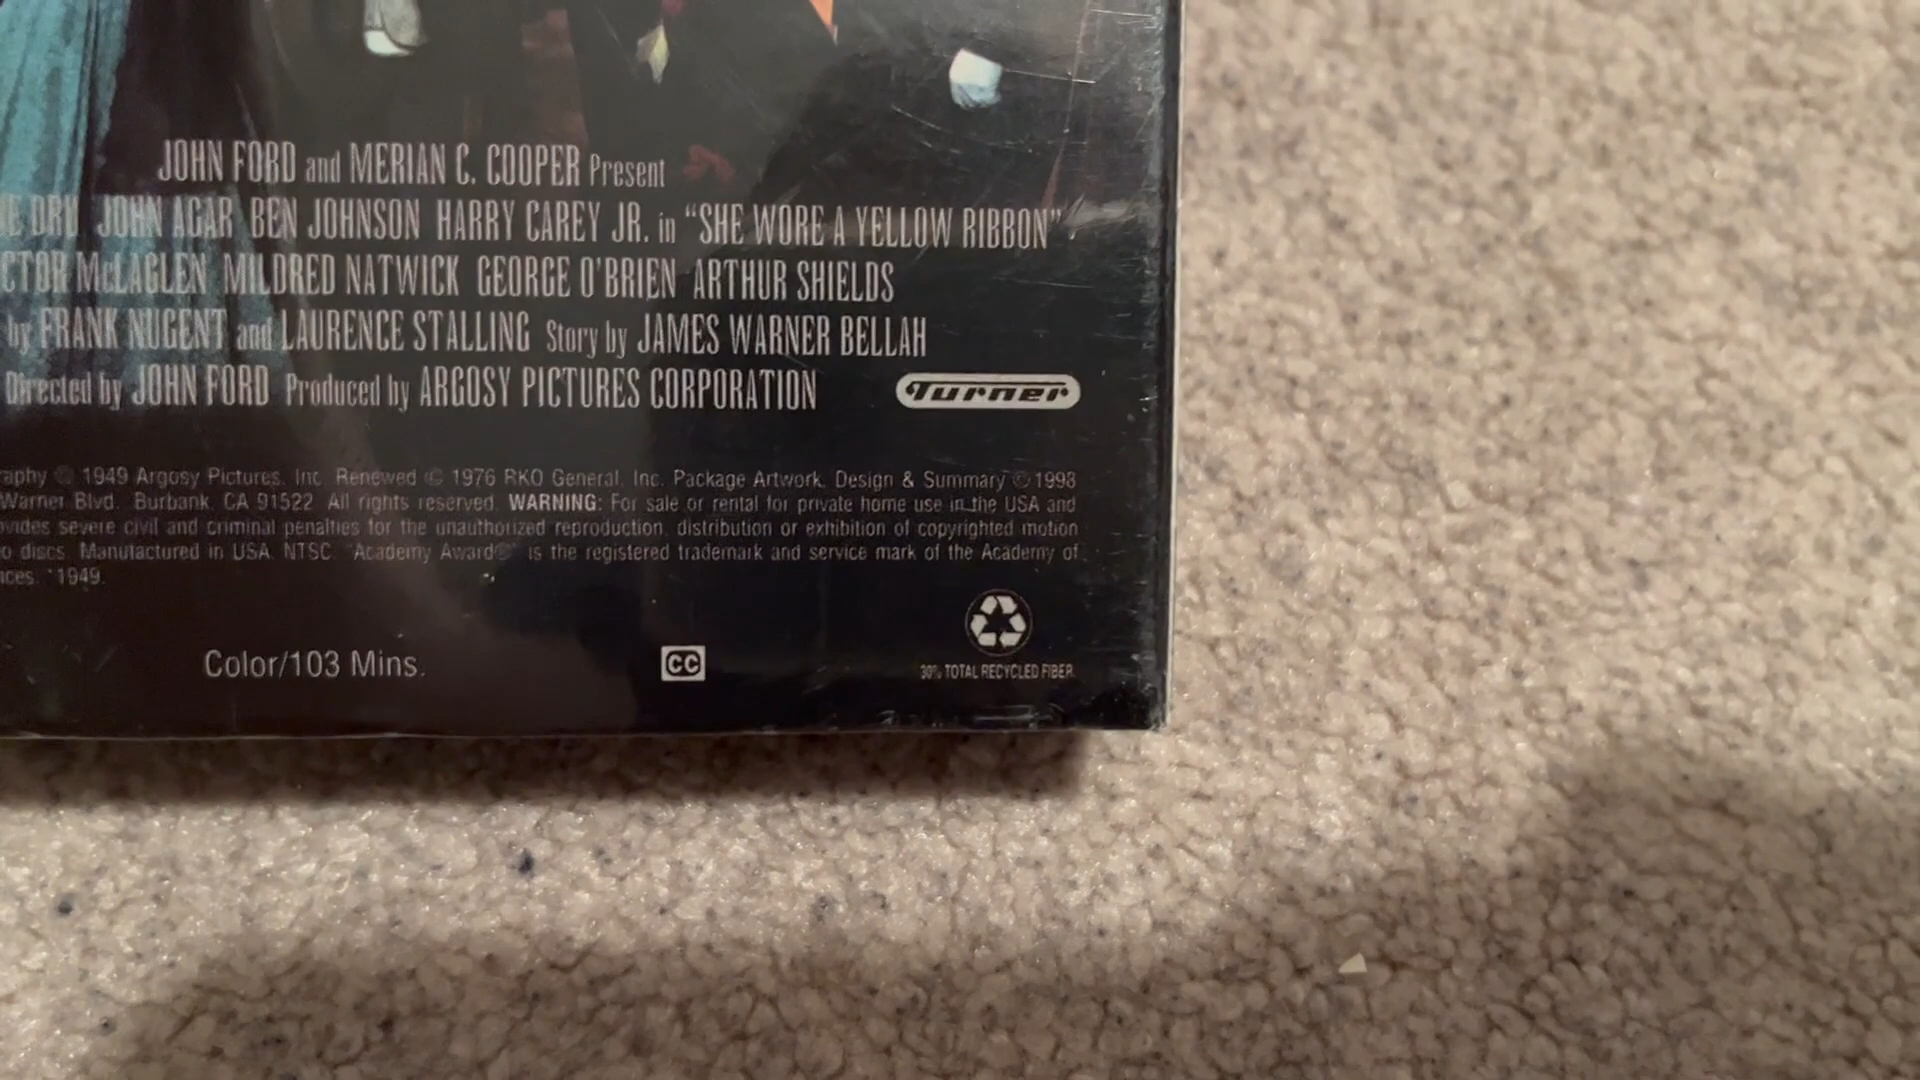 JOHN FORD and MERIAN C. COOPER Present
DRU JOHN AGAR BEN JOHNSON HARRY CAREY JR. in "SHE WORE A YELLOW RIBBON"
CTOR McLAGLEN MILDRED NATWICK GEORGE O'BRIEN ARTHUR SHIELDS
by FRANK NUGENT and LAURENCE STALLING Story by JAMES WARNER BELLAH
Directed by JOHN FORD Produced by ARGOSY PICTURES CORPORATION
Turner
raphy © 1949 Argosy Pictures, Inc. Renewed © 1976 RKO General, Inc. Package Artwork, Design & Summary © 1998
Warner Blvd. Burbank, CA 91522. All rights reserved. WARNING: For sale or rental for private home use in the USA and
ovides severe civil and criminal penalties for the unauthorized reproduction, distribution or exhibition of copyrighted motion
o discs. Manufactured in USA. NTSC. "Academy Award®" is the registered trademark and service mark of the Academy of
nces. *1949.
Color/103 Mins.
CC
30% TOTAL RECYCLED FIBER